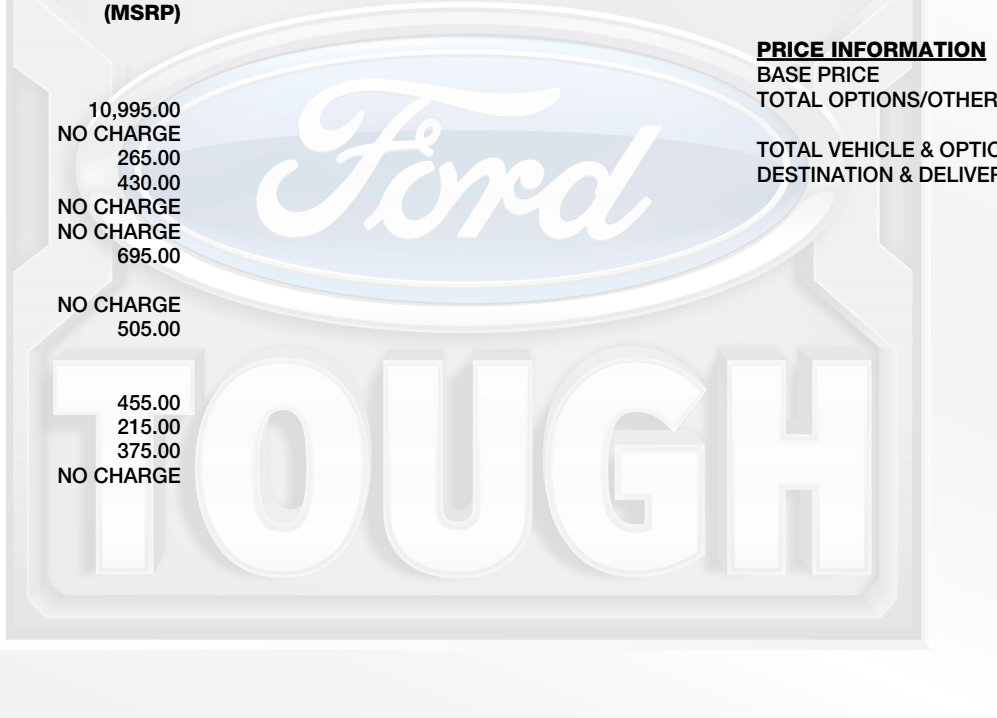 (MSRP)
10,995.00
NO CHARGE
265.00
430.00
NO CHARGE
NO CHARGE
695.00
NO CHARGE
505.00
455.00
215.00
375.00
NO CHARGE
PRICE INFORMATION
BASE PRICE
TOTAL OPTIONS/OTHER
TOTAL VEHICLE & OPTIO
DESTINATION & DELIVER
Ford
TOUGH